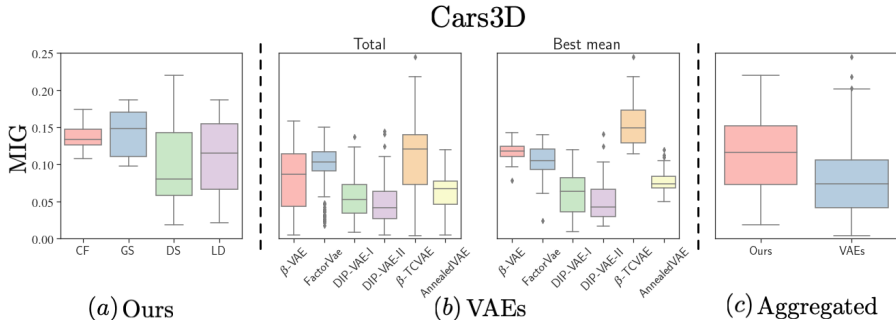 Cars3D
Total
Best mean
MIG
0.25
0.20
0.15
0.10
0.05
0.00
CF
GS
DS
LD
β-VAE
FactorVae
DIP-VAE-I
DIP-VAE-II
β-TCVAE
AnnealedVAE
β-VAE
FactorVae
DIP-VAE-I
DIP-VAE-II
β-TCVAE
AnnealedVAE
Ours
VAEs
(a) Ours
(b) VAEs
(c) Aggregated